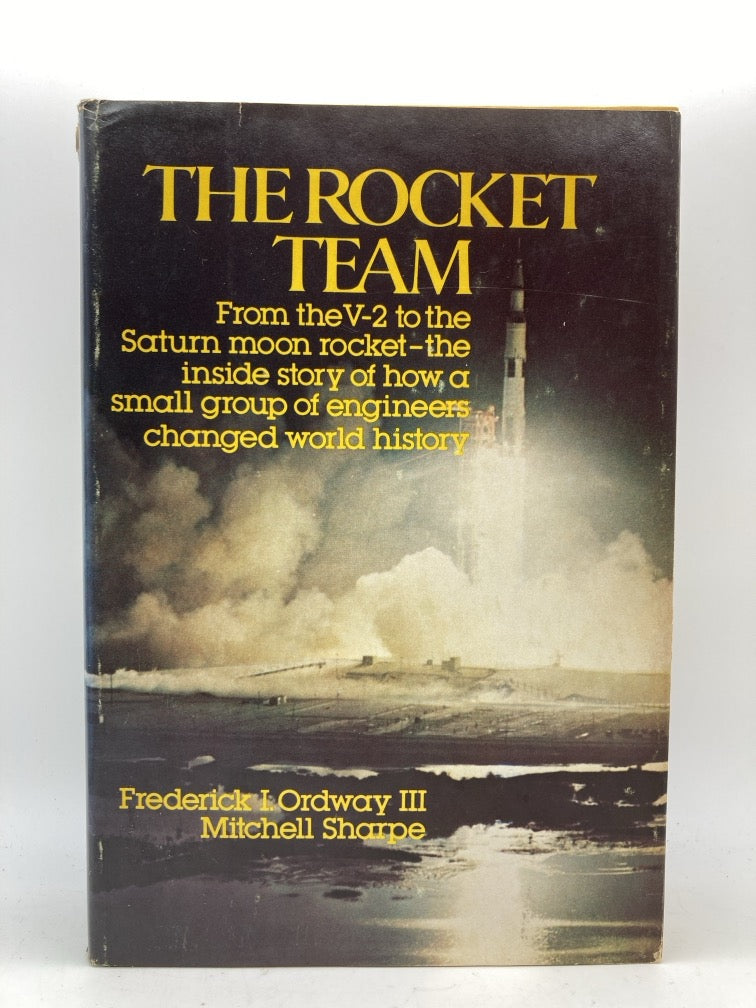 THE ROCKET
TEAM
From the V-2 to the
Saturn moon rocket–the
inside story of how a
small group of engineers
changed world history
Frederick I. Ordway III
Mitchell Sharpe